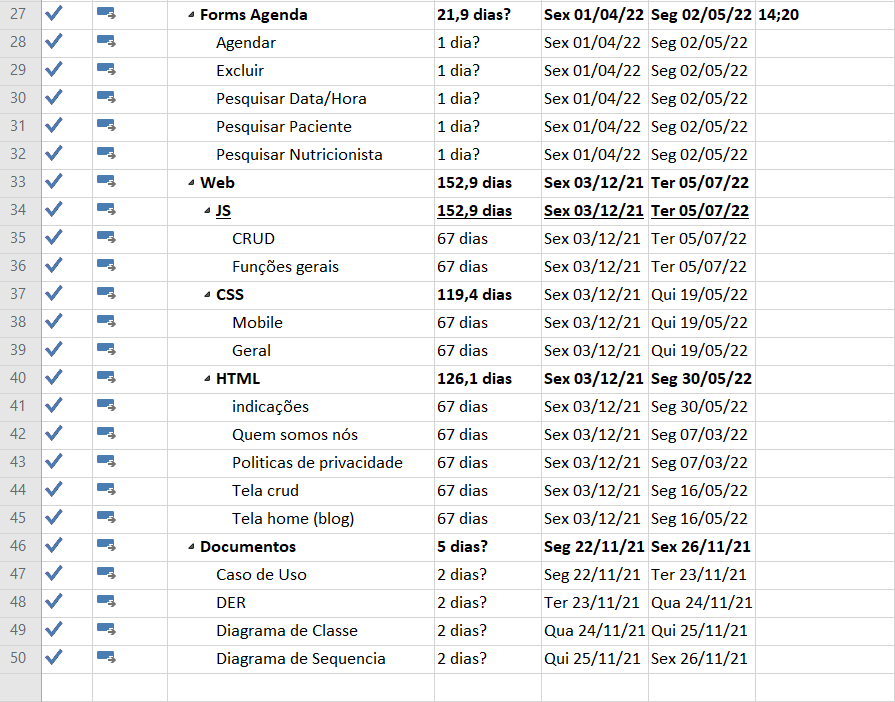 27 Forms Agenda 21,9 dias? Sex 01/04/22 Seg 02/05/22 14;20
28 Agendar 1 dia? Sex 01/04/22 Seg 02/05/22
29 Excluir 1 dia? Sex 01/04/22 Seg 02/05/22
30 Pesquisar Data/Hora 1 dia? Sex 01/04/22 Seg 02/05/22
31 Pesquisar Paciente 1 dia? Sex 01/04/22 Seg 02/05/22
32 Pesquisar Nutricionista 1 dia? Sex 01/04/22 Seg 02/05/22
33 Web 152,9 dias Sex 03/12/21 Ter 05/07/22
34 JS 152,9 dias Sex 03/12/21 Ter 05/07/22
35 CRUD 67 dias Sex 03/12/21 Ter 05/07/22
36 Funções gerais 67 dias Sex 03/12/21 Ter 05/07/22
37 CSS 119,4 dias Sex 03/12/21 Qui 19/05/22
38 Mobile 67 dias Sex 03/12/21 Qui 19/05/22
39 Geral 67 dias Sex 03/12/21 Qui 19/05/22
40 HTML 126,1 dias Sex 03/12/21 Seg 30/05/22
41 indicações 67 dias Sex 03/12/21 Seg 30/05/22
42 Quem somos nós 67 dias Sex 03/12/21 Seg 07/03/22
43 Politicas de privacidade 67 dias Sex 03/12/21 Seg 07/03/22
44 Tela crud 67 dias Sex 03/12/21 Seg 16/05/22
45 Tela home (blog) 67 dias Sex 03/12/21 Seg 16/05/22
46 Documentos 5 dias? Seg 22/11/21 Sex 26/11/21
47 Caso de Uso 2 dias? Seg 22/11/21 Ter 23/11/21
48 DER 2 dias? Ter 23/11/21 Qua 24/11/21
49 Diagrama de Classe 2 dias? Qua 24/11/21 Qui 25/11/21
50 Diagrama de Sequencia 2 dias? Qui 25/11/21 Sex 26/11/21